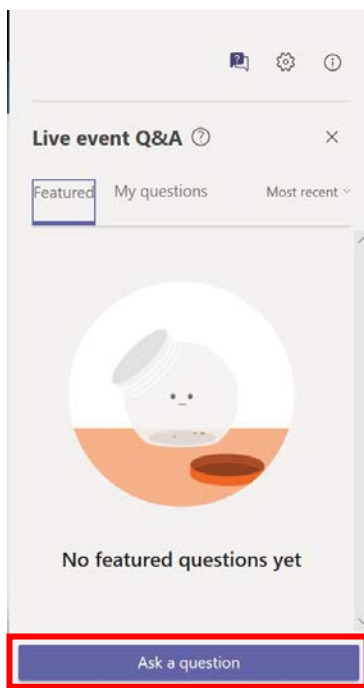 Live event Q&A
Featured My questions Most recent
No featured questions yet
Ask a question